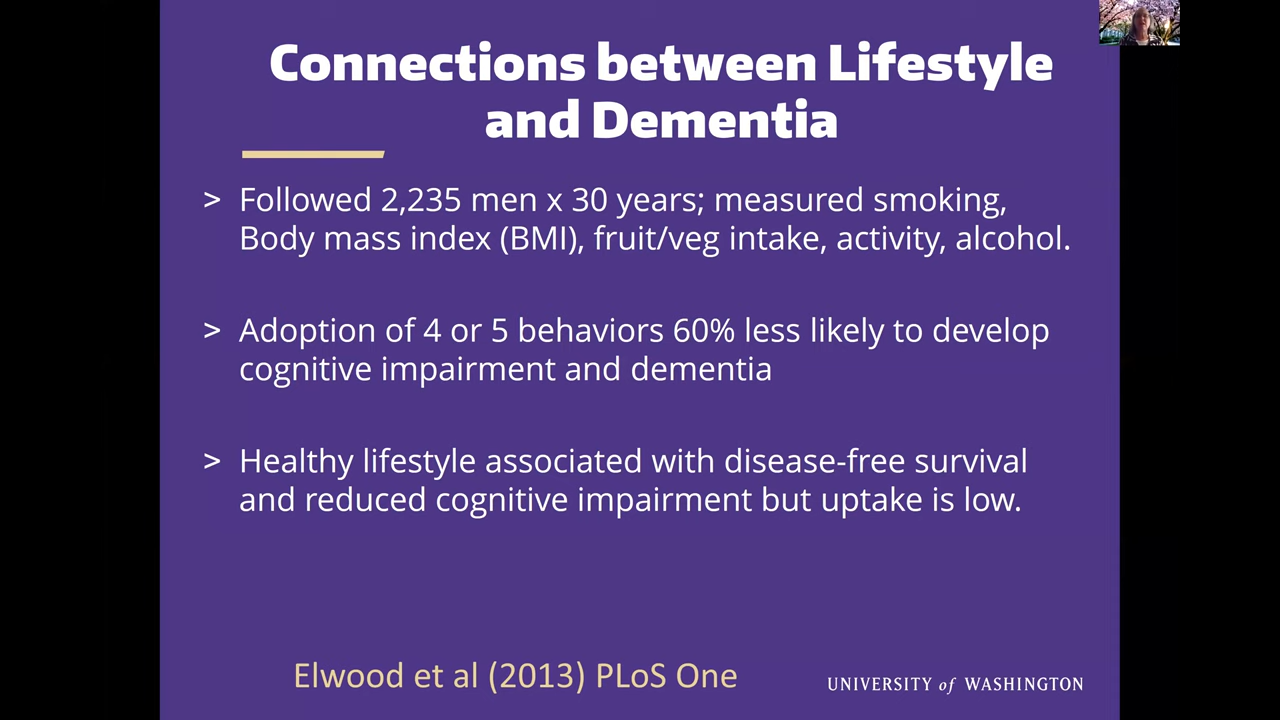 Connections between Lifestyle
and Dementia
> Followed 2,235 men x 30 years; measured smoking,
Body mass index (BMI), fruit/veg intake, activity, alcohol.
> Adoption of 4 or 5 behaviors 60% less likely to develop
cognitive impairment and dementia
> Healthy lifestyle associated with disease-free survival
and reduced cognitive impairment but uptake is low.
Elwood et al (2013) PLoS One
UNIVERSITY of WASHINGTON